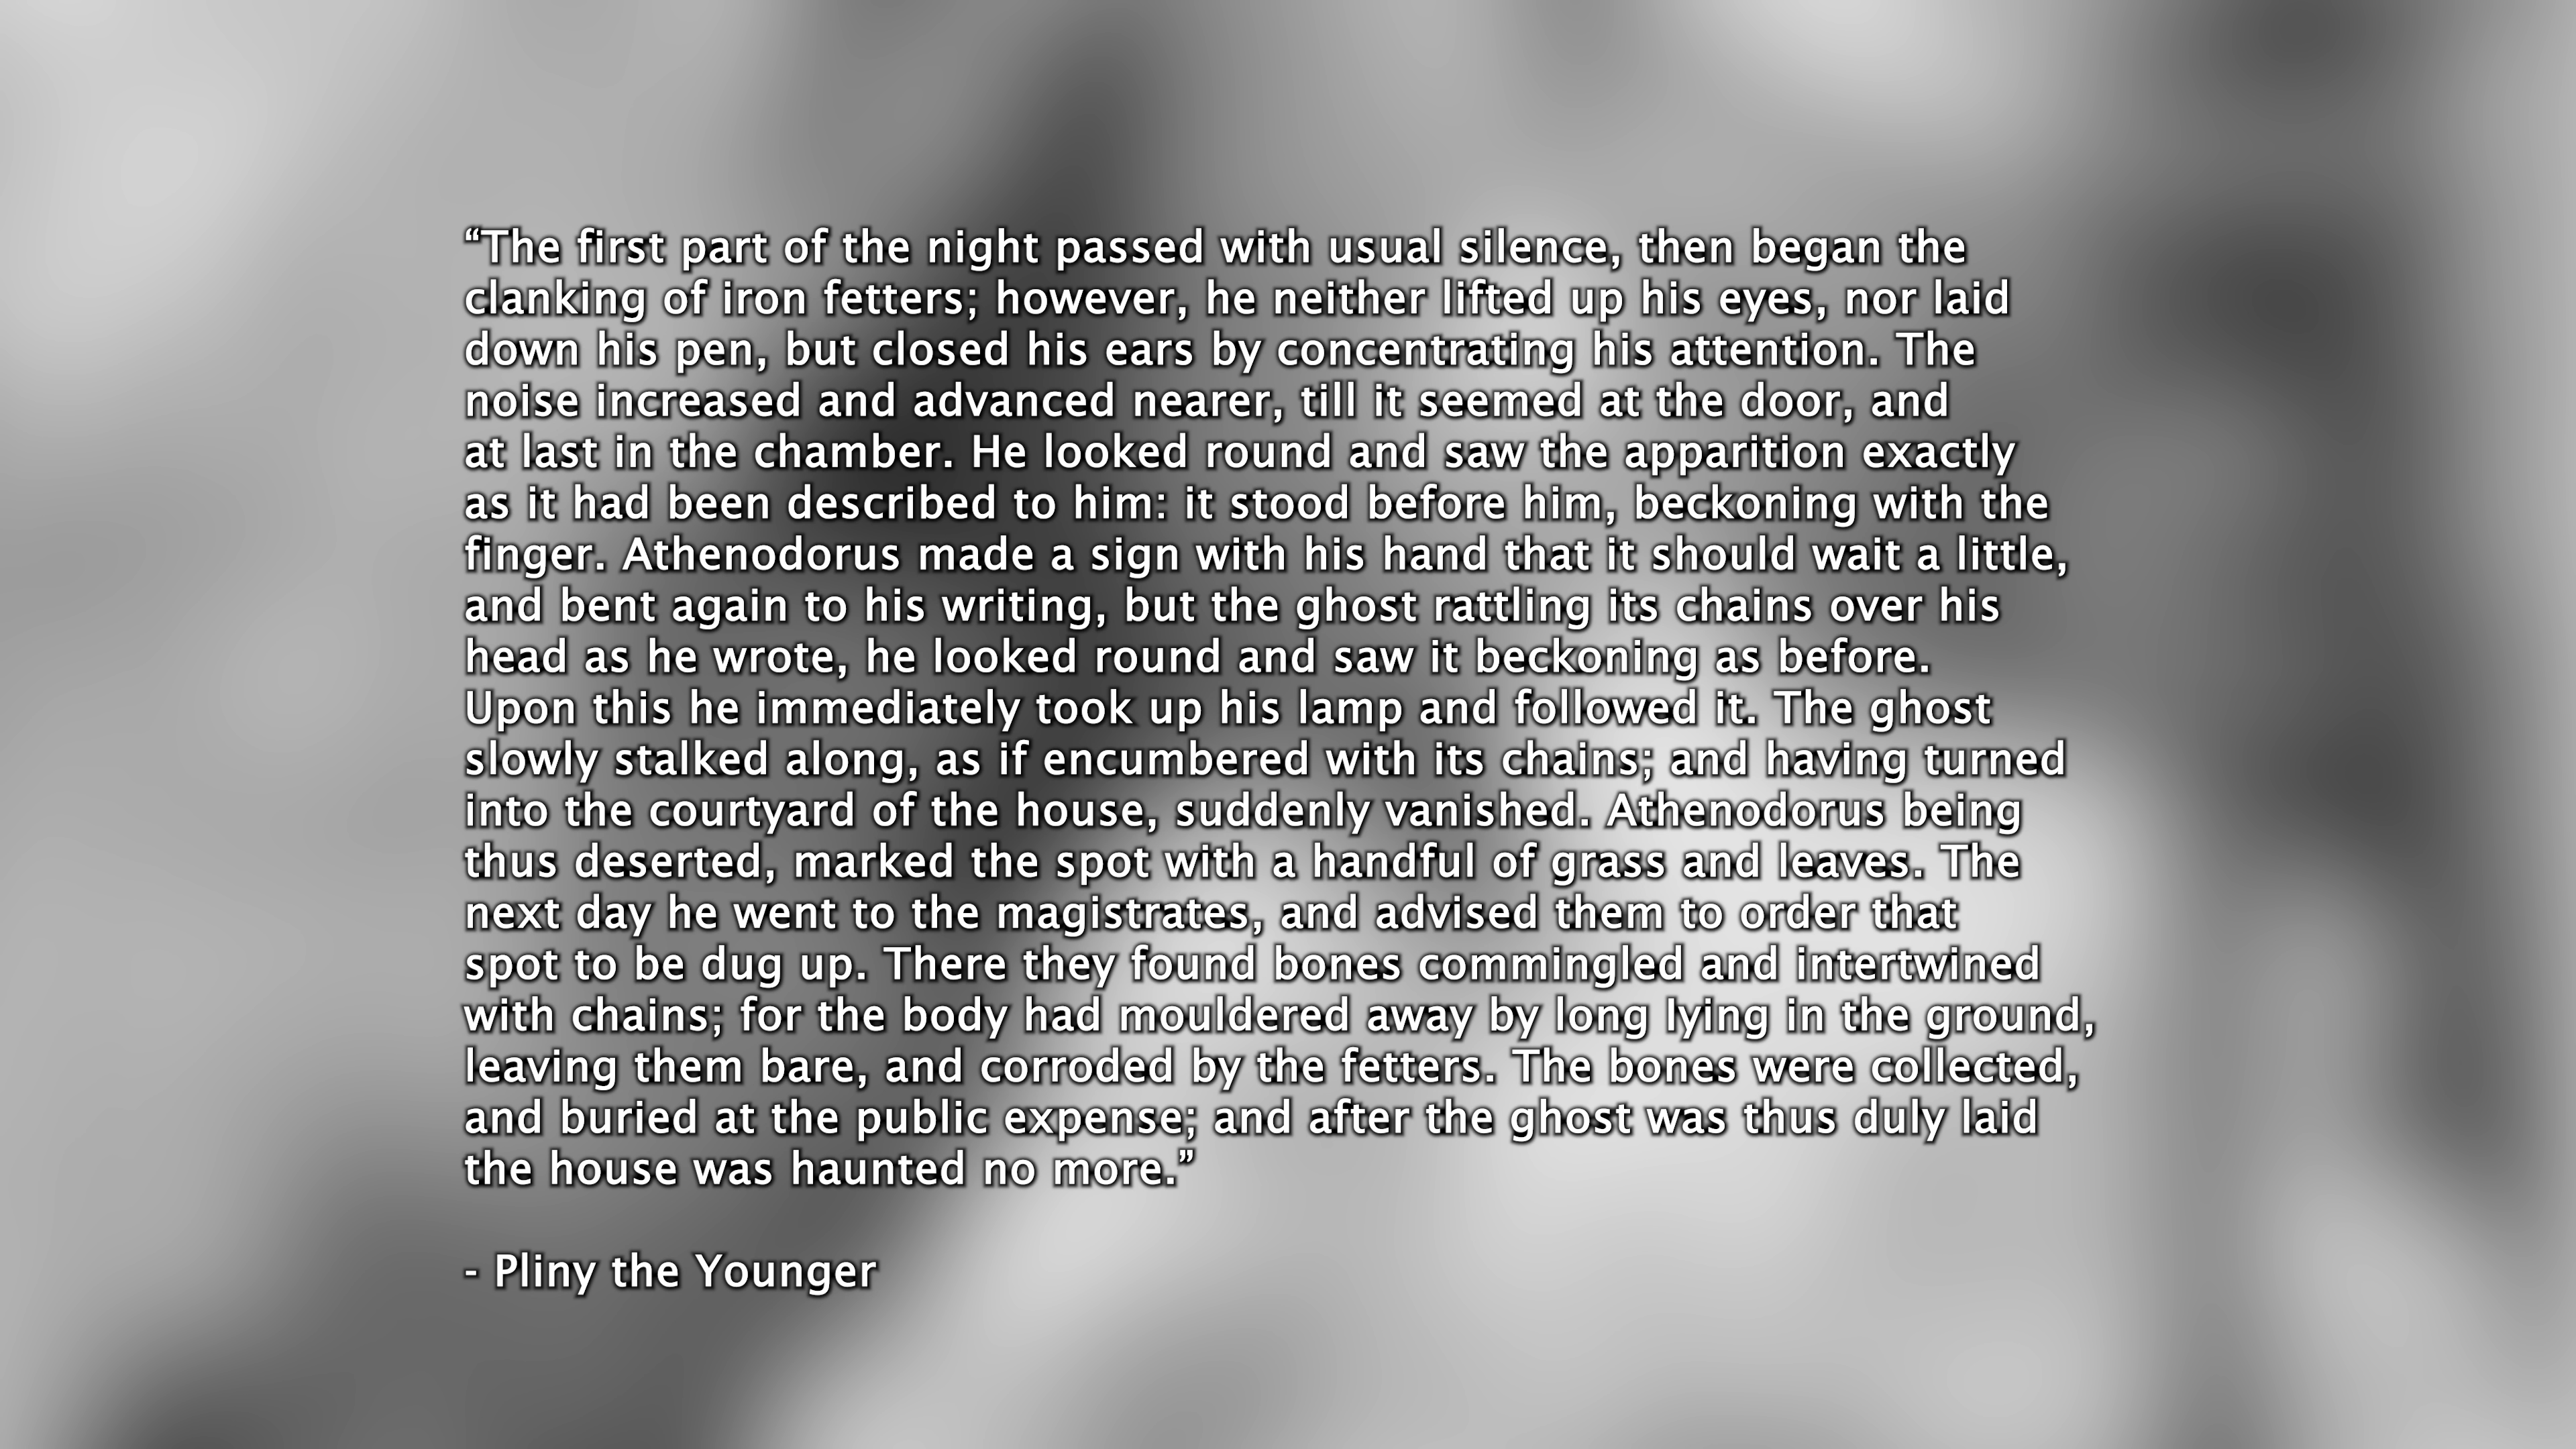 “The first part of the night passed with usual silence, then began the
clanking of iron fetters; however, he neither lifted up his eyes, nor laid
down his pen, but closed his ears by concentrating his attention. The
noise increased and advanced nearer, till it seemed at the door, and
at last in the chamber. He looked round and saw the apparition exactly
as it had been described to him: it stood before him, beckoning with the
finger. Athenodorus made a sign with his hand that it should wait a little,
and bent again to his writing, but the ghost rattling its chains over his
head as he wrote, he looked round and saw it beckoning as before.
Upon this he immediately took up his lamp and followed it. The ghost
slowly stalked along, as if encumbered with its chains; and having turned
into the courtyard of the house, suddenly vanished. Athenodorus being
thus deserted, marked the spot with a handful of grass and leaves. The
next day he went to the magistrates, and advised them to order that
spot to be dug up. There they found bones commingled and intertwined
with chains; for the body had mouldered away by long lying in the ground,
leaving them bare, and corroded by the fetters. The bones were collected,
and buried at the public expense; and after the ghost was thus duly laid
the house was haunted no more.”
- Pliny the Younger